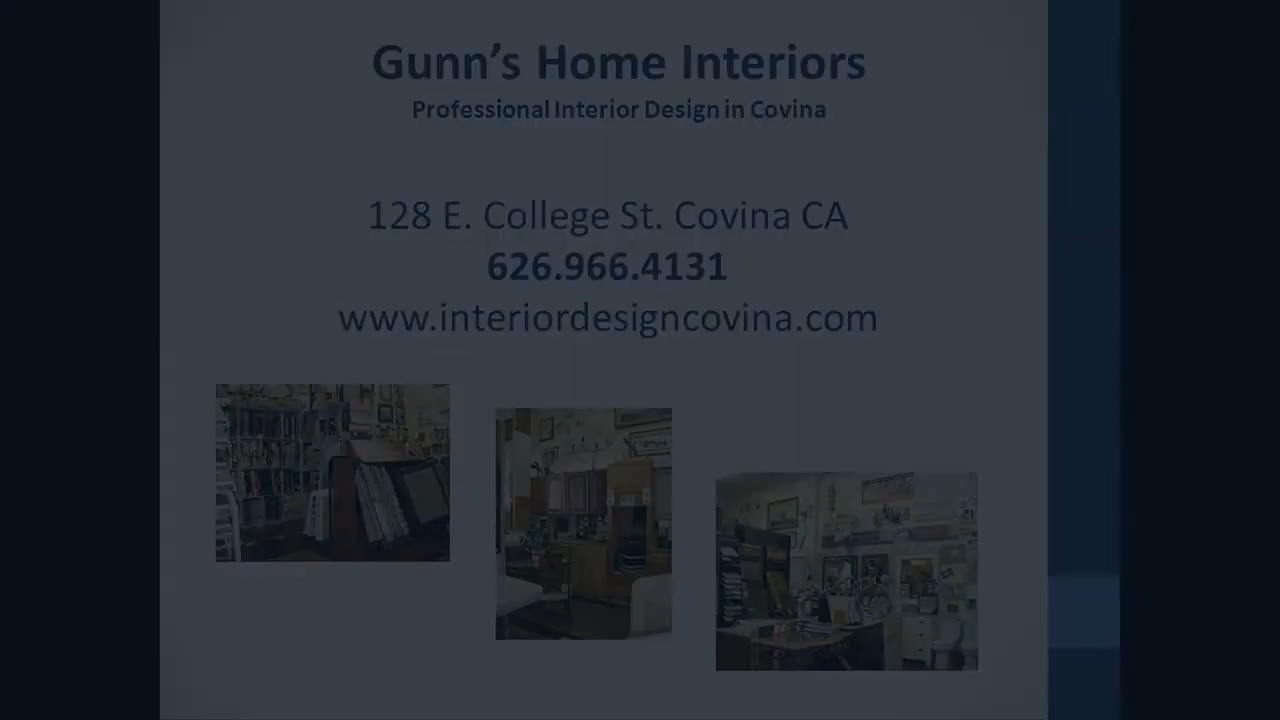 Gunn’s Home Interiors
Professional Interior Design in Covina
128 E. College St. Covina CA
626.966.4131
www.interiordesigncovina.com